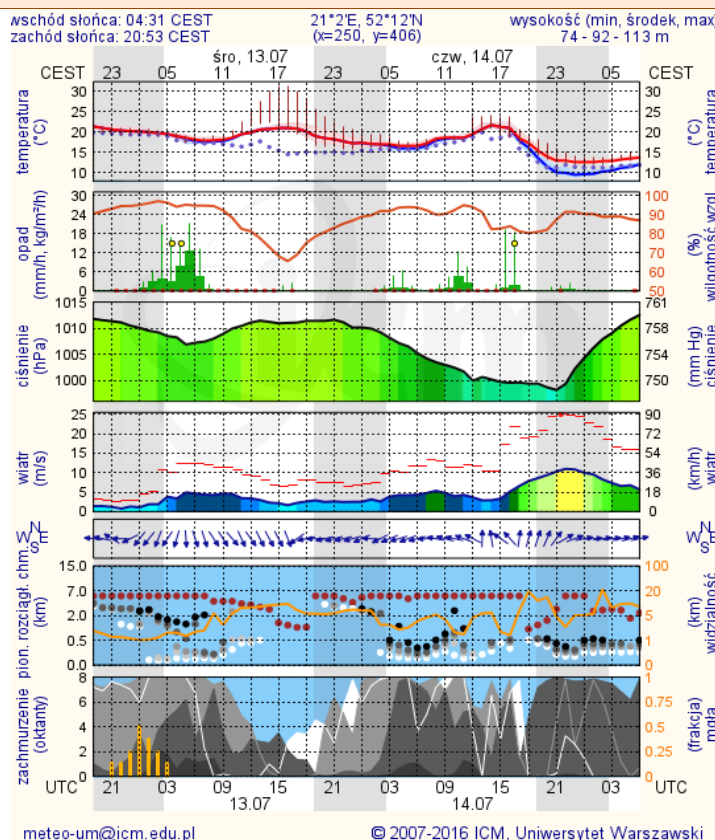 wschód słońca: 04:31 CEST 21°2'E, 52°12'N wysokość (min, środek, max)
zachód słońca: 20:53 CEST (x=250, y=406) 74 - 92 - 113 m
śro, 13.07 czw, 14.07
CEST 23 05 11 17 23 05 11 17 23 05 CEST
temperatura
(°C)
30
25
20
15
10
30
25
20
15
10
temperatura
(°C)
opad
(mm/h, kg/m²/h)
30
24
18
12
6
0
100
90
80
70
60
50
(%)
wilgotność wzgl.
ciśnienie
(hPa)
1015
1010
1005
1000
761
758
754
750
(mm Hg)
ciśnienie
wiatr
(m/s)
25
20
15
10
5
0
90
72
54
36
18
0
(km/h)
wiatr
N
W E
S
N
W E
S
pion. rozciągł. chm.
(km)
15.0
7.0
2.0
0.5
0.0
100
20
5
1
0
widzialność
(km)
zachmurzenie
(oktanty)
8
6
4
2
0
1
0.75
0.5
0.25
0
(frakcja)
mgła
UTC 21 03 09 15 21 03 09 15 21 03 UTC
13.07 14.07
meteo-um@icm.edu.pl © 2007-2016 ICM, Uniwersytet Warszawski